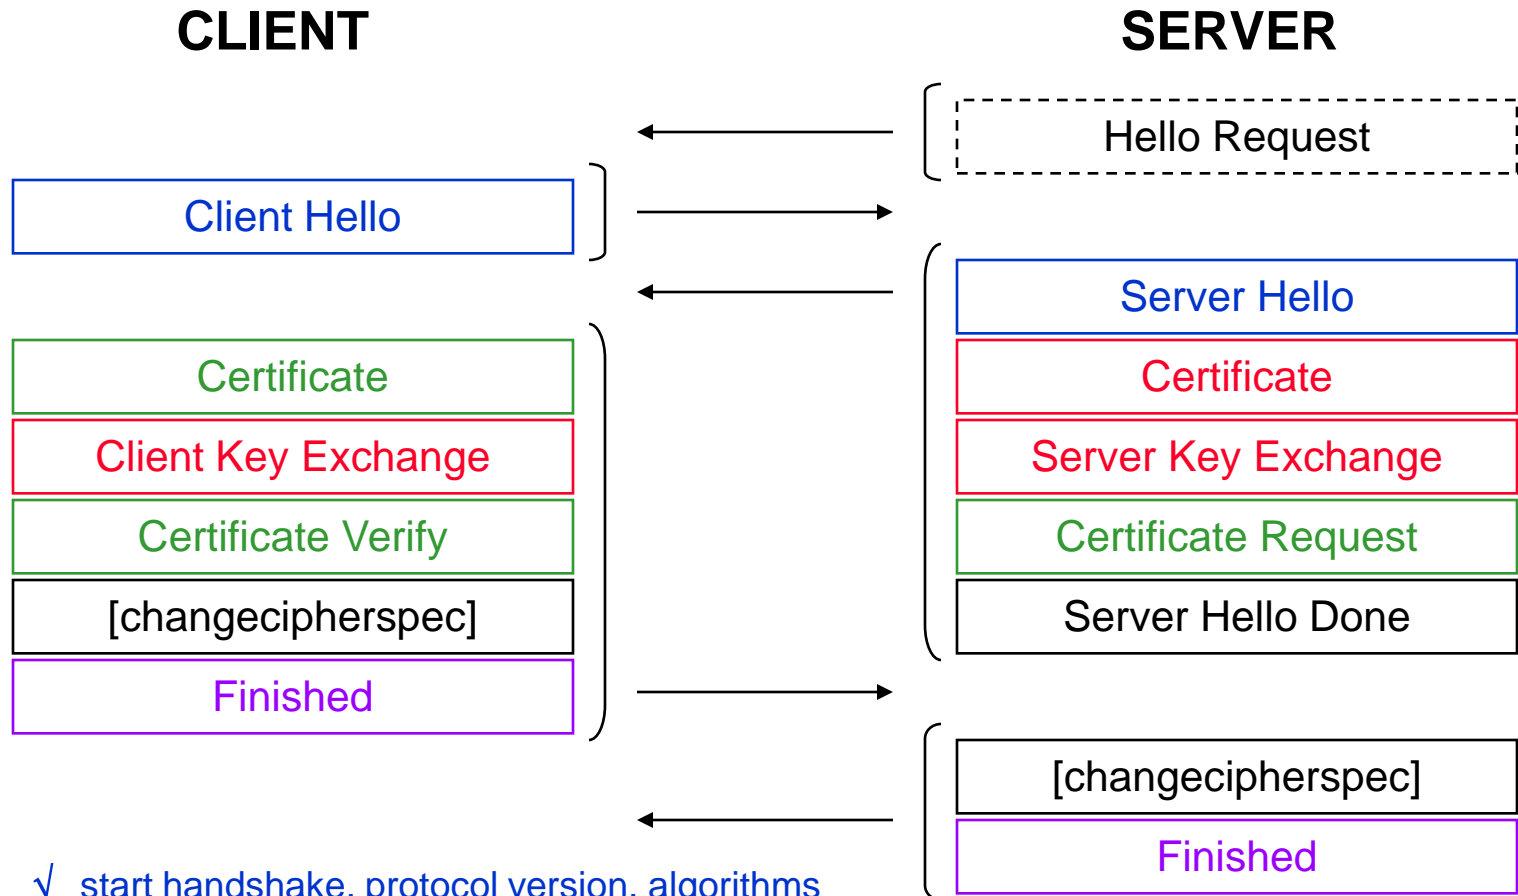 CLIENT
SERVER
Hello Request
Client Hello
Server Hello
Certificate
Certificate
Client Key Exchange
Server Key Exchange
Certificate Verify
Certificate Request
[changecipherspec]
Server Hello Done
Finished
[changecipherspec]
Finished
√ start handshake, protocol version, algorithms